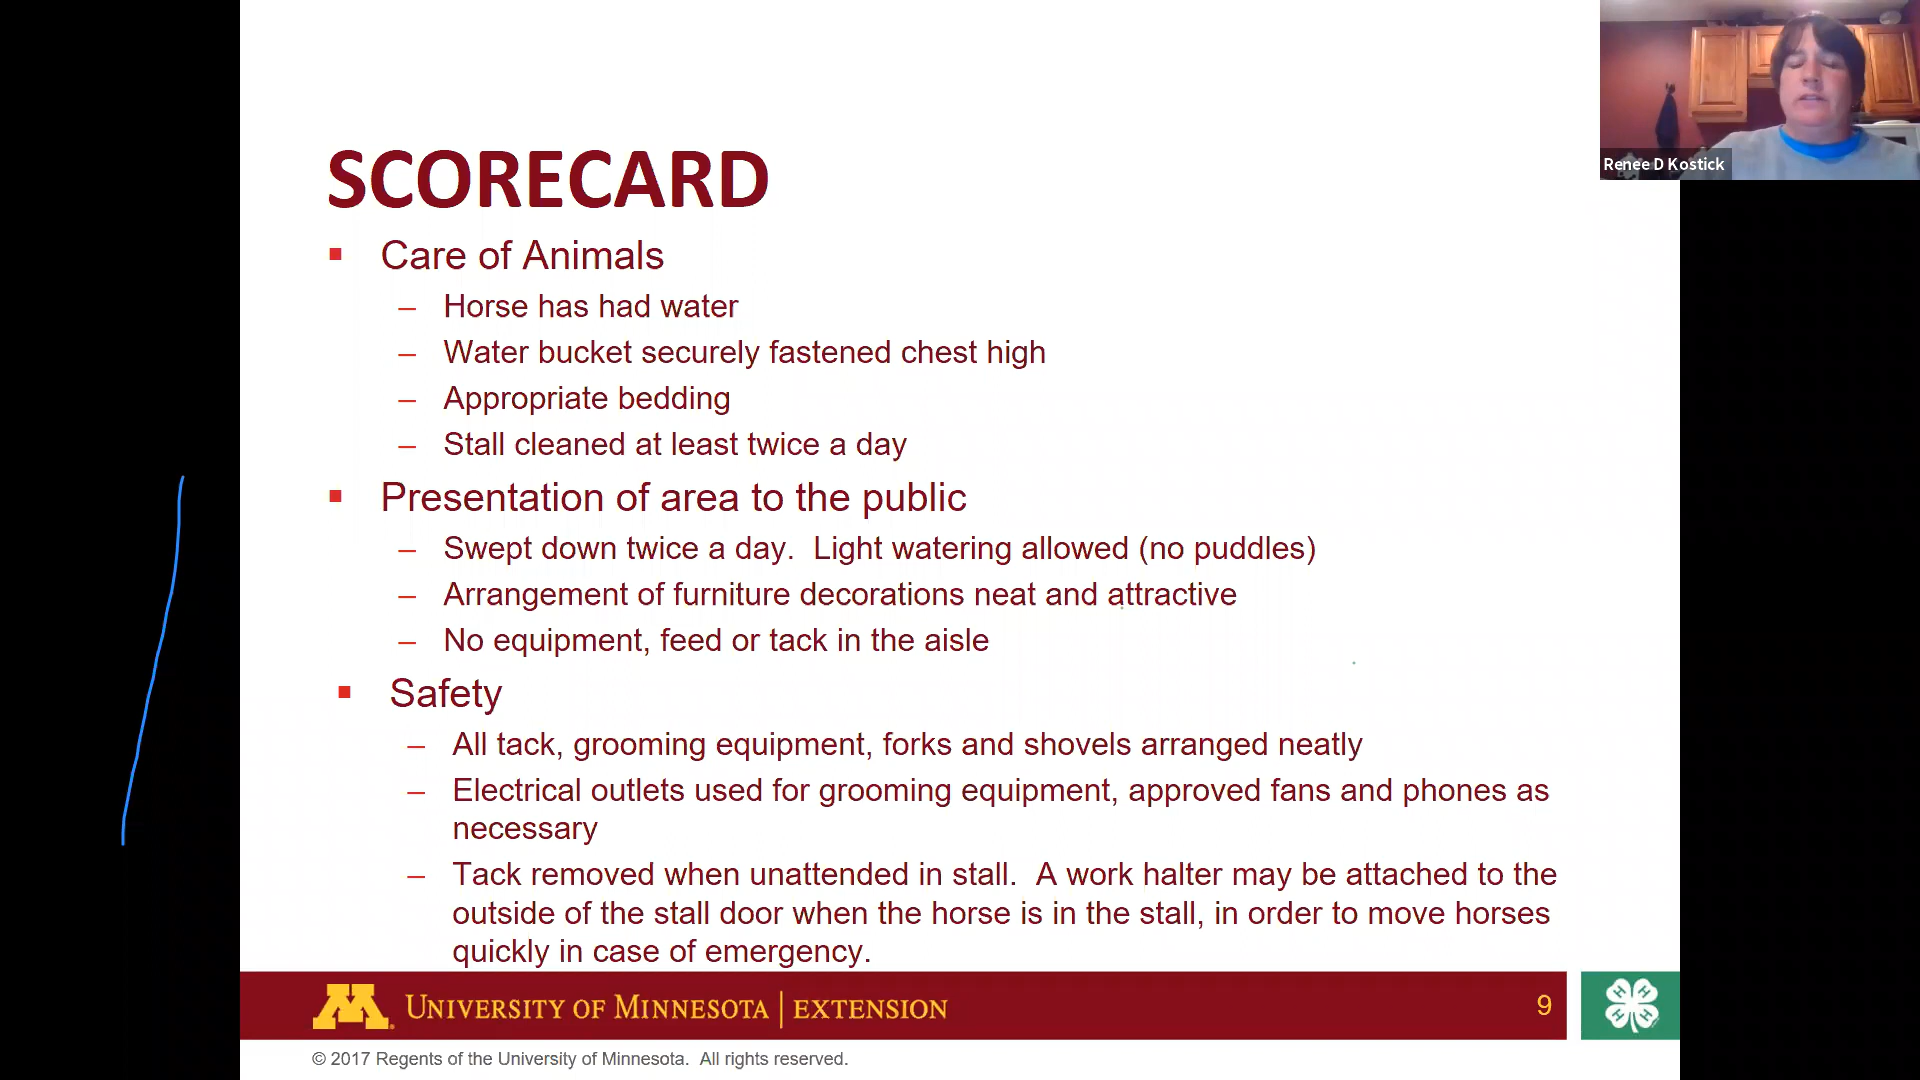 Renee D Kostick
SCORECARD
Care of Animals
– Horse has had water
– Water bucket securely fastened chest high
– Appropriate bedding
– Stall cleaned at least twice a day
Presentation of area to the public
– Swept down twice a day.  Light watering allowed (no puddles)
– Arrangement of furniture decorations neat and attractive
– No equipment, feed or tack in the aisle
Safety
– All tack, grooming equipment, forks and shovels arranged neatly
– Electrical outlets used for grooming equipment, approved fans and phones as
necessary
– Tack removed when unattended in stall.  A work halter may be attached to the
outside of the stall door when the horse is in the stall, in order to move horses
quickly in case of emergency.
M UNIVERSITY OF MINNESOTA | EXTENSION
9
H H H H
© 2017 Regents of the University of Minnesota.  All rights reserved.